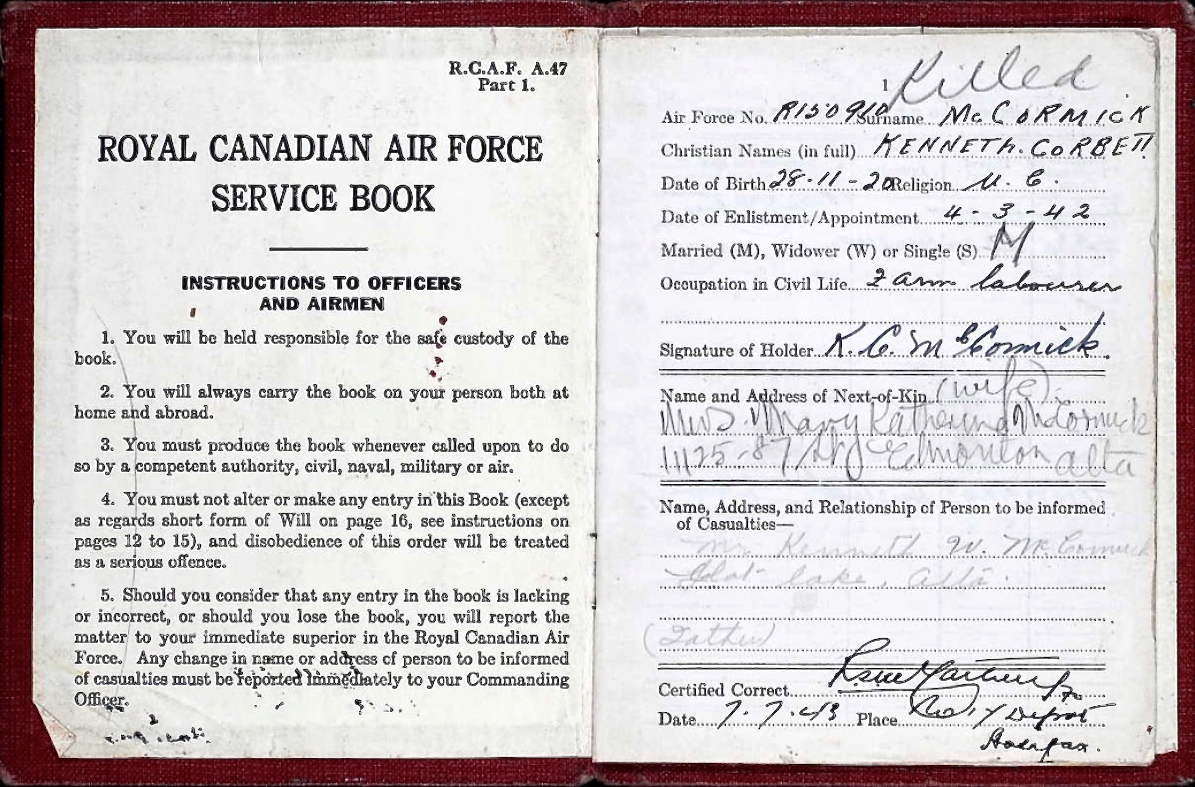 R.C.A.F. A.47
Part 1.
ROYAL CANADIAN AIR FORCE
SERVICE BOOK
INSTRUCTIONS TO OFFICERS
AND AIRMEN
1. You will be held responsible for the safe custody of the
book.
2. You will always carry the book on your person both at
home and abroad.
3. You must produce the book whenever called upon to do
so by a competent authority, civil, naval, military or air.
4. You must not alter or make any entry in this Book (except
as regards short form of Will on page 16, see instructions on
pages 12 to 15), and disobedience of this order will be treated
as a serious offence.
5. Should you consider that any entry in the book is lacking
or incorrect, or should you lose the book, you will report the
matter to your immediate superior in the Royal Canadian Air
Force. Any change in name or address of person to be informed
of casualties must be reported immediately to your Commanding
Officer.
1 Killed
Air Force No. R150910 Surname McCORMICK
Christian Names (in full) KENNETH. CORBETT
Date of Birth 28-11-20 Religion U.C.
Date of Enlistment/Appointment 4-3-42
Married (M), Widower (W) or Single (S) M
Occupation in Civil Life Farm labourer
Signature of Holder K. C. McCormick.
Name and Address of Next-of-Kin (wife)
Mrs. Mary Katherine McCormick
11125-87 Edmonton Alta
Name, Address, and Relationship of Person to be informed
of Casualties—
Mr Kenneth W. McCormick
Lake, Alta.
(Father)
Certified Correct
Date 7.7.43 Place "Y" Depot
Halifax.